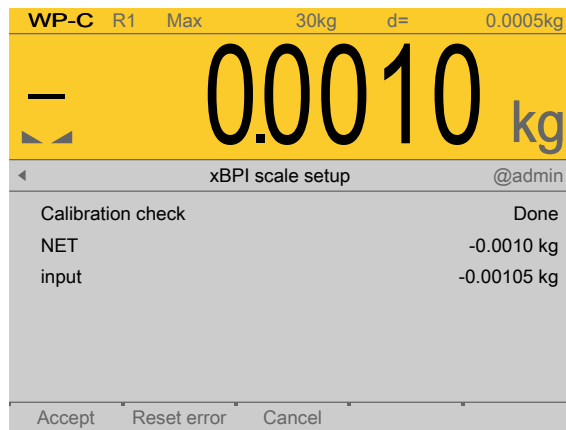 WP-C R1 Max 30kg d= 0.0005kg
– 0.0010 kg
xBPI scale setup @admin
Calibration check Done
NET -0.0010 kg
input -0.00105 kg
Accept Reset error Cancel